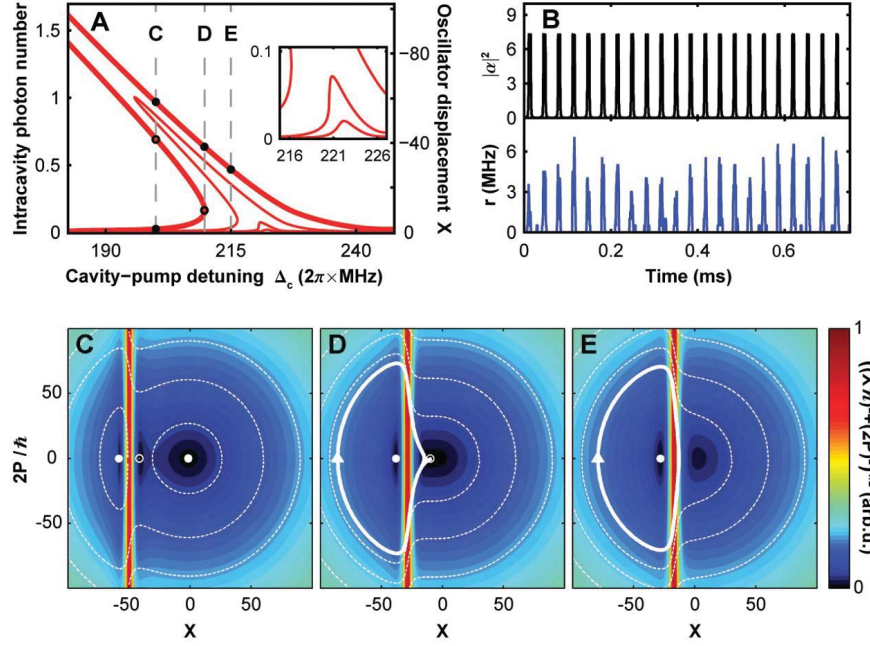 A
C D E
B
Intracavity photon number
1.5
1
0.5
0
190 215 240
Cavity−pump detuning Δc (2π×MHz)
0.1
0
216 221 226
−80
−40
0
Oscillator displacement X
|α|²
9
6
3
0
r (MHz)
6
3
0
0 0.2 0.4 0.6
Time (ms)
C D E
2P / ℏ
50
0
-50
-50 0 50
X
-50 0 50
X
-50 0 50
X
1
0
(arb.u.)